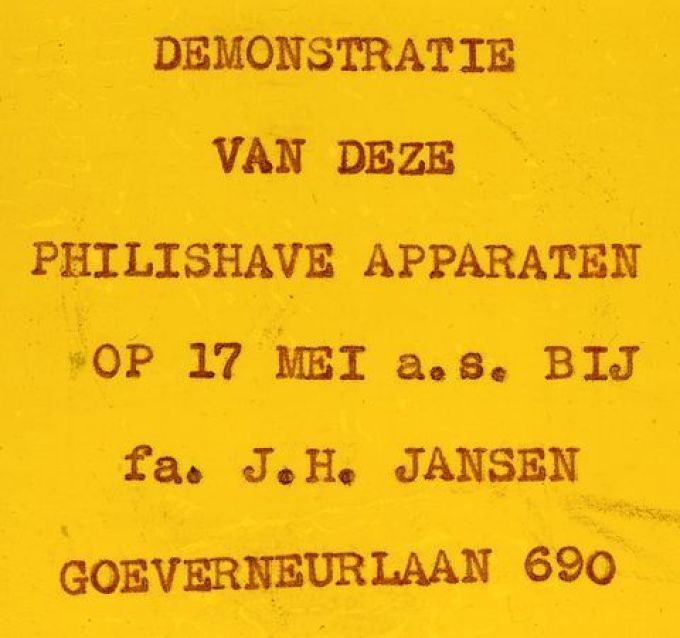 DEMONSTRATIE
VAN DEZE
PHILISHAVE APPARATEN
OP 17 MEI a.s. BIJ
fa. J.H. JANSEN
GOEVERNEURLAAN 690